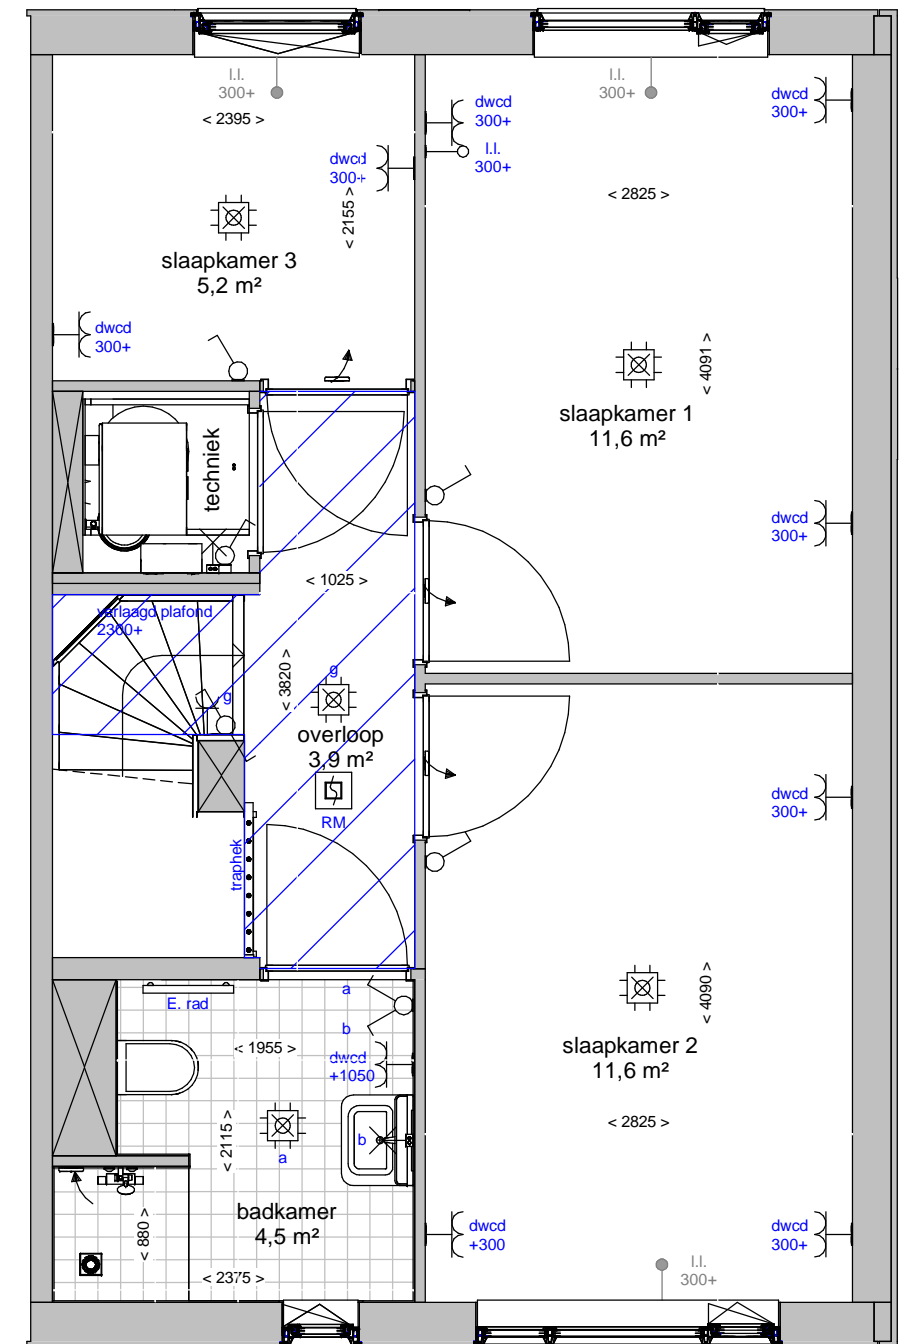 l.l.
300+
< 2395 >
dwcd
300+
< 2155 >
slaapkamer 3
5,2 m²
dwcd
300+
l.l.
300+
dwcd
300+
l.l.
300+
dwcd
300+
< 2825 >
< 4091 >
slaapkamer 1
11,6 m²
dwcd
300+
techniek
< 1025 >
verlaagd plafond
2300+
g
< 3820 >
g
overloop
3,9 m²
RM
traphek
dwcd
300+
< 4090 >
slaapkamer 2
11,6 m²
< 2825 >
dwcd
+300
dwcd
300+
l.l.
300+
E. rad
a
b
< 1955 >
dwcd
+1050
< 2115 >
b
a
badkamer
4,5 m²
< 880 >
< 2375 >